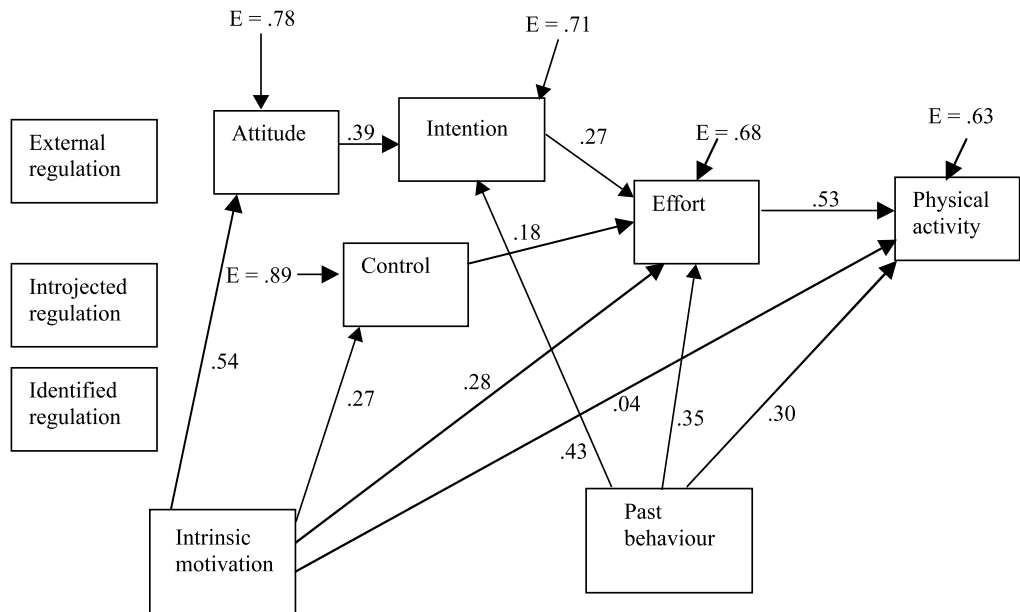 E = .78
E = .71
E = .68
E = .63
External
regulation
Attitude
.39
Intention
.27
Effort
.53
Physical
activity
.18
Control
E = .89
Introjected
regulation
.54
Identified
regulation
.27
.28
.04
.43
.35
.30
Intrinsic
motivation
Past
behaviour